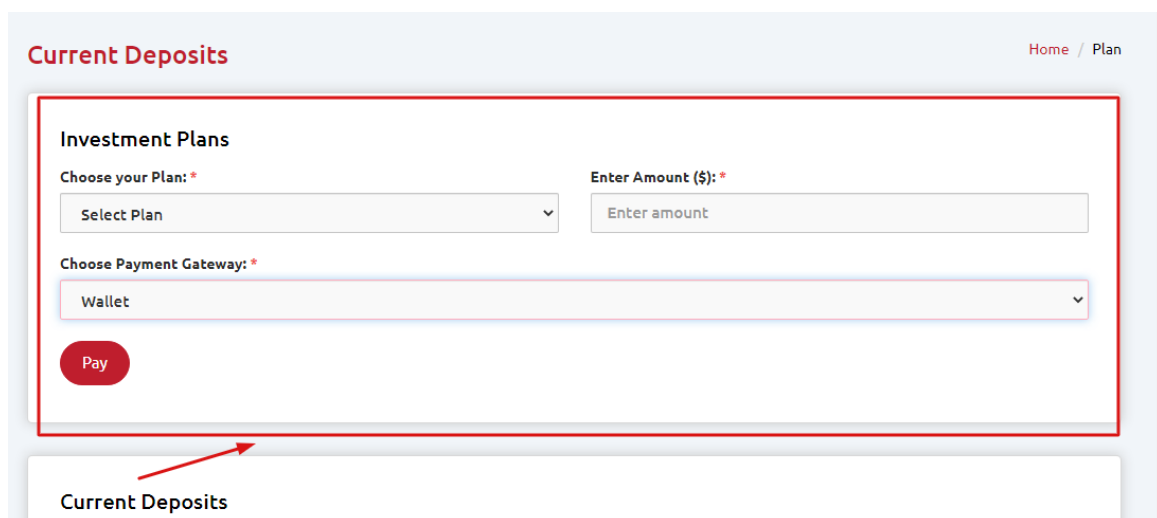 Current Deposits
Home / Plan
Investment Plans
Choose your Plan: *
Enter Amount ($): *
Select Plan
Enter amount
Choose Payment Gateway: *
Wallet
Pay
Current Deposits